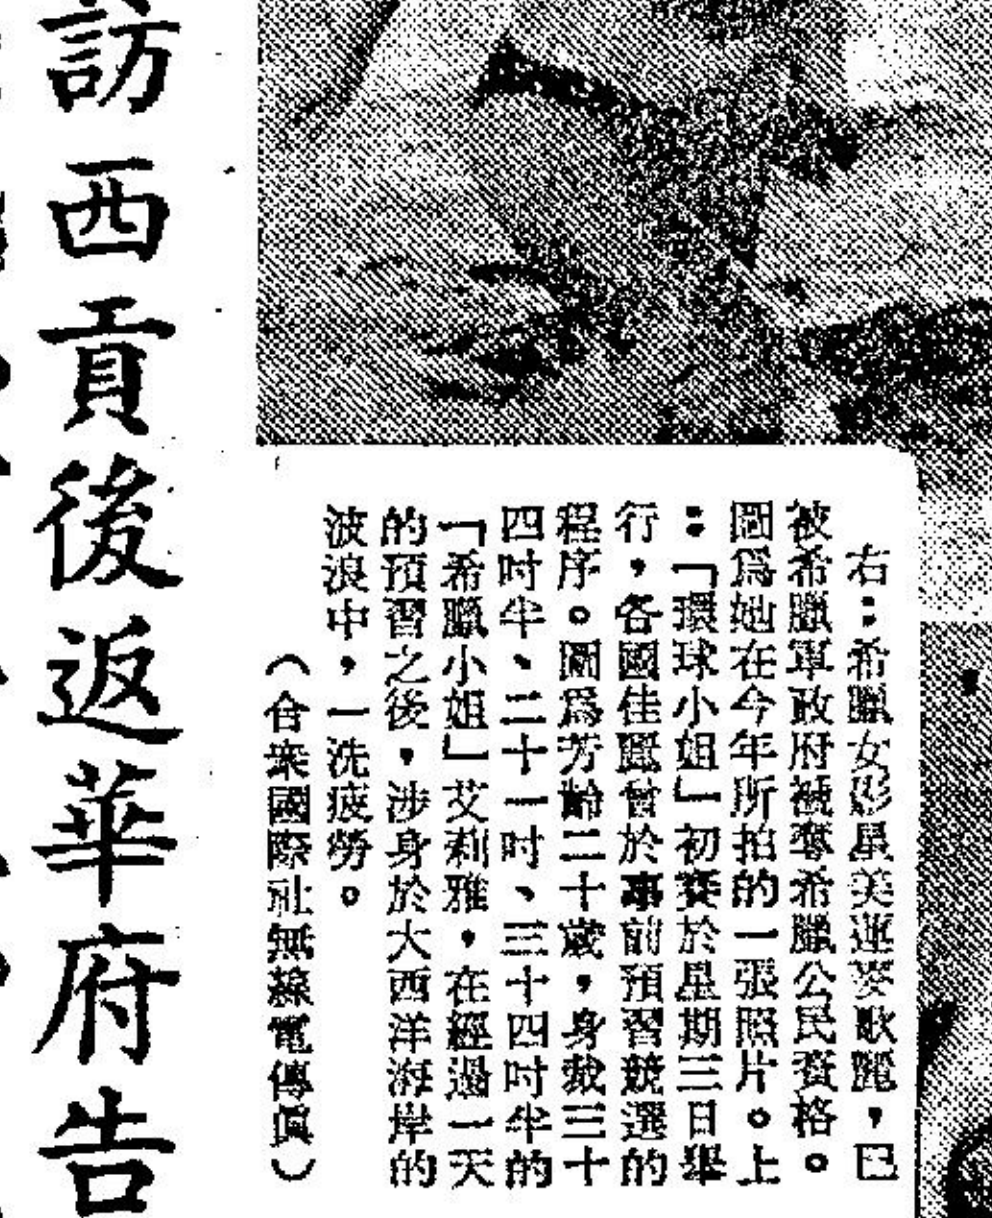 右：希臘女影星美運麥歌麗，已
被希臘軍政府褫奪希臘公民資格。
圖爲她在今年所拍的一張照片。上
：「環球小姐」初賽於星期三日舉
行，各國佳麗曾於事前預習競選的
程序。圖爲芳齡二十歲，身裁三十
四吋半、二十一吋、三十四吋半的
「希臘小姐」艾莉雅，在經過一天
的預習之後，涉身於大西洋海岸的
波浪中，一洗疲勞。
（合衆國際社無線電傳眞）
訪西貢後返華府告